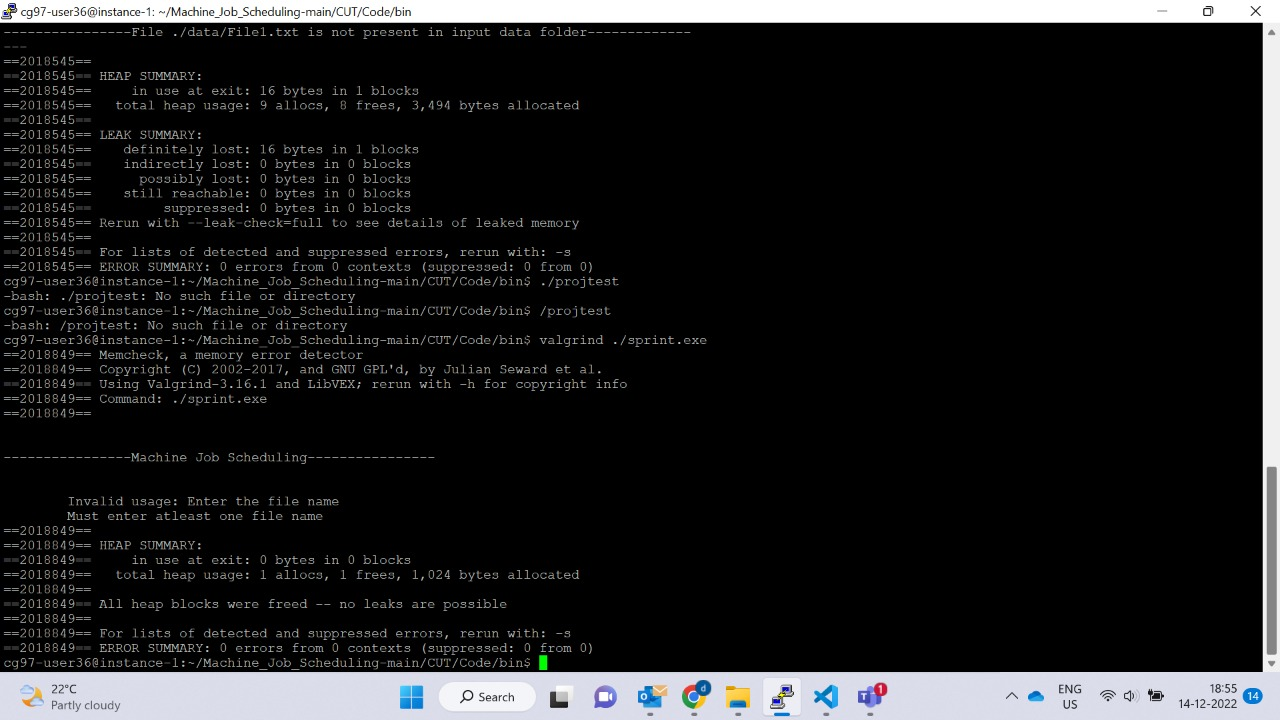 cg97-user36@instance-1: ~/Machine_Job_Scheduling-main/CUT/Code/bin
----------------File ./data/File1.txt is not present in input data folder-------------
---
==2018545==
==2018545== HEAP SUMMARY:
==2018545==     in use at exit: 16 bytes in 1 blocks
==2018545==   total heap usage: 9 allocs, 8 frees, 3,494 bytes allocated
==2018545==
==2018545== LEAK SUMMARY:
==2018545==    definitely lost: 16 bytes in 1 blocks
==2018545==    indirectly lost: 0 bytes in 0 blocks
==2018545==      possibly lost: 0 bytes in 0 blocks
==2018545==    still reachable: 0 bytes in 0 blocks
==2018545==         suppressed: 0 bytes in 0 blocks
==2018545== Rerun with --leak-check=full to see details of leaked memory
==2018545==
==2018545== For lists of detected and suppressed errors, rerun with: -s
==2018545== ERROR SUMMARY: 0 errors from 0 contexts (suppressed: 0 from 0)
cg97-user36@instance-1:~/Machine_Job_Scheduling-main/CUT/Code/bin$ ./projtest
-bash: ./projtest: No such file or directory
cg97-user36@instance-1:~/Machine_Job_Scheduling-main/CUT/Code/bin$ /projtest
-bash: /projtest: No such file or directory
cg97-user36@instance-1:~/Machine_Job_Scheduling-main/CUT/Code/bin$ valgrind ./sprint.exe
==2018849== Memcheck, a memory error detector
==2018849== Copyright (C) 2002-2017, and GNU GPL'd, by Julian Seward et al.
==2018849== Using Valgrind-3.16.1 and LibVEX; rerun with -h for copyright info
==2018849== Command: ./sprint.exe
==2018849==
----------------Machine Job Scheduling----------------
Invalid usage: Enter the file name
Must enter atleast one file name
==2018849==
==2018849== HEAP SUMMARY:
==2018849==     in use at exit: 0 bytes in 0 blocks
==2018849==   total heap usage: 1 allocs, 1 frees, 1,024 bytes allocated
==2018849==
==2018849== All heap blocks were freed -- no leaks are possible
==2018849==
==2018849== For lists of detected and suppressed errors, rerun with: -s
==2018849== ERROR SUMMARY: 0 errors from 0 contexts (suppressed: 0 from 0)
cg97-user36@instance-1:~/Machine_Job_Scheduling-main/CUT/Code/bin$
22°C
Partly cloudy
Search
d
1
ENG
US
18:55
14-12-2022
14